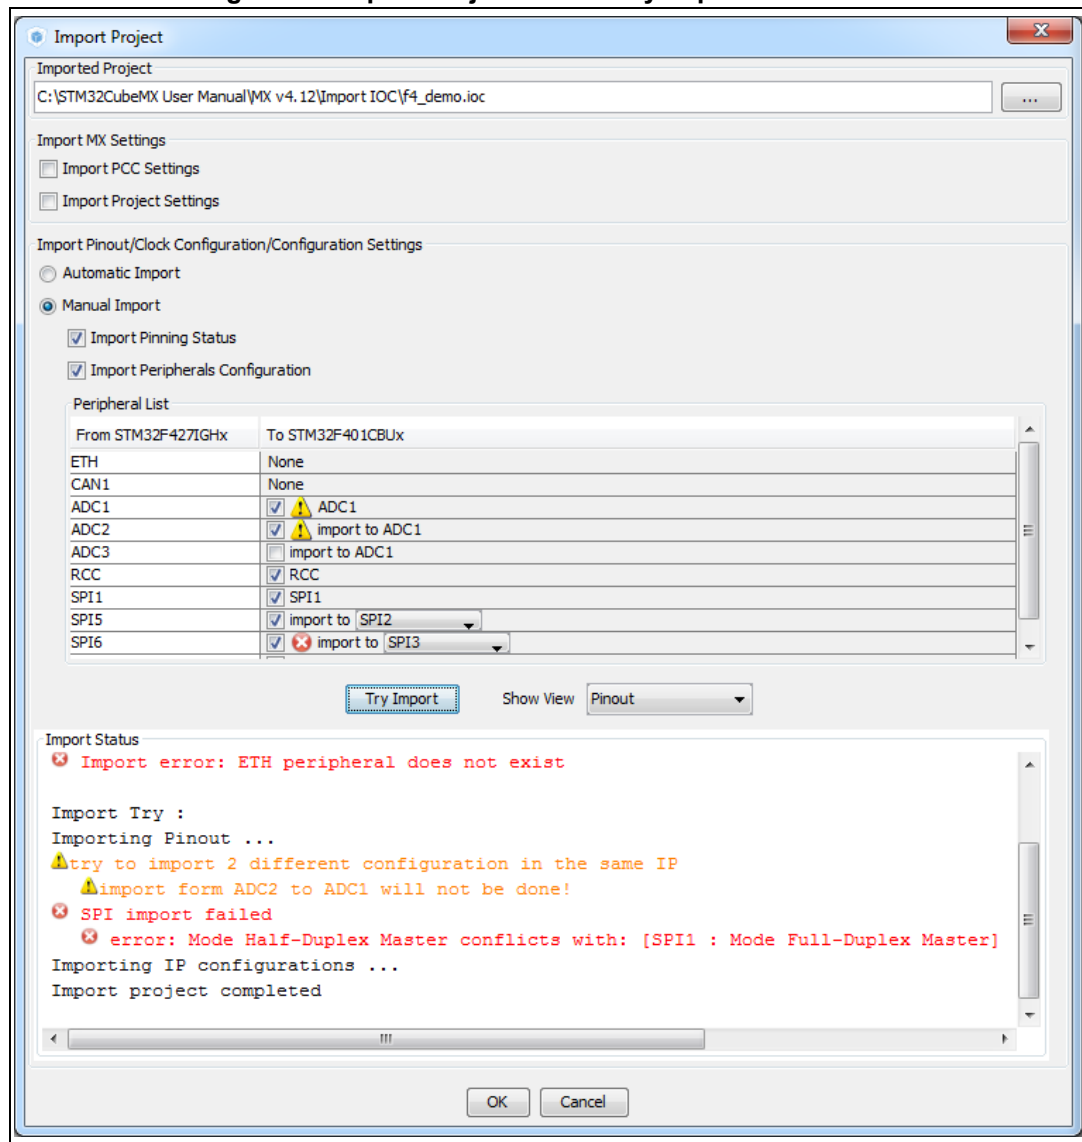 Import Project
Imported Project
C:\STM32CubeMX User Manual\MX v4.12\Import IOC\f4_demo.ioc
...
Import MX Settings
Import PCC Settings
Import Project Settings
Import Pinout/Clock Configuration/Configuration Settings
Automatic Import
Manual Import
Import Pinning Status
Import Peripherals Configuration
Peripheral List
From STM32F427IGHx To STM32F401CBUx
ETH None
CAN1 None
ADC1 ADC1
ADC2 import to ADC1
ADC3 import to ADC1
RCC RCC
SPI1 SPI1
SPI5 import to SPI2
SPI6 import to SPI3
Try Import Show View Pinout
Import Status
Import error: ETH peripheral does not exist
Import Try :
Importing Pinout ...
try to import 2 different configuration in the same IP
import form ADC2 to ADC1 will not be done!
SPI import failed
error: Mode Half-Duplex Master conflicts with: [SPI1 : Mode Full-Duplex Master]
Importing IP configurations ...
Import project completed
OK Cancel